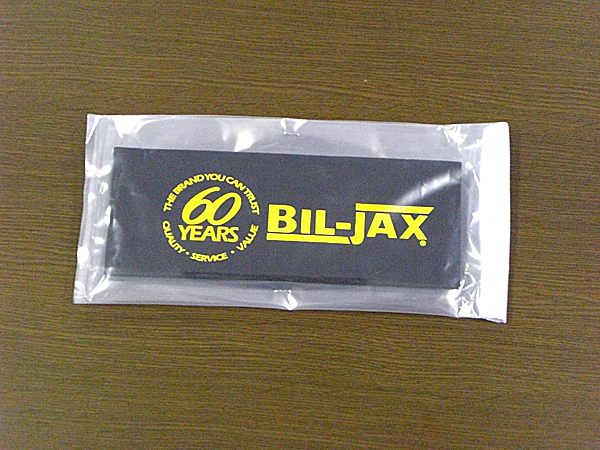 THE BRAND YOU CAN TRUST
60
YEARS
QUALITY • SERVICE • VALUE
BIL-JAX®